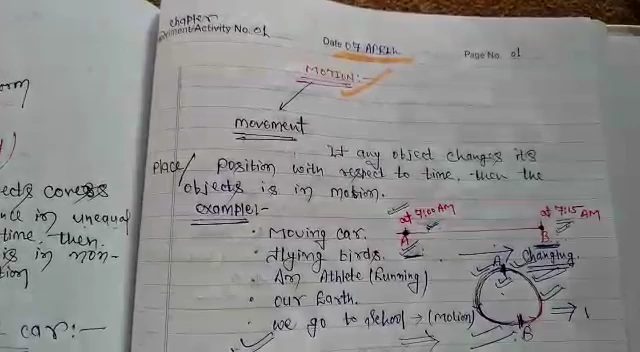 chapter
Activity No. 01
Date 07 APRIL
Page No. 01
MOTION:-
movement
If any object changes its
Place/ Position with respect to time, then the
objects is in motion.
example:-
at 7:00 AM
at 7:15 AM
A
B
• Moving car.
• flying birds.
Changing.
• An Athlete (Running)
• our Earth.
• we go to school → (motion)
A
B
ects covers
nce in unequal
time, then
is in non-
tion
car:-